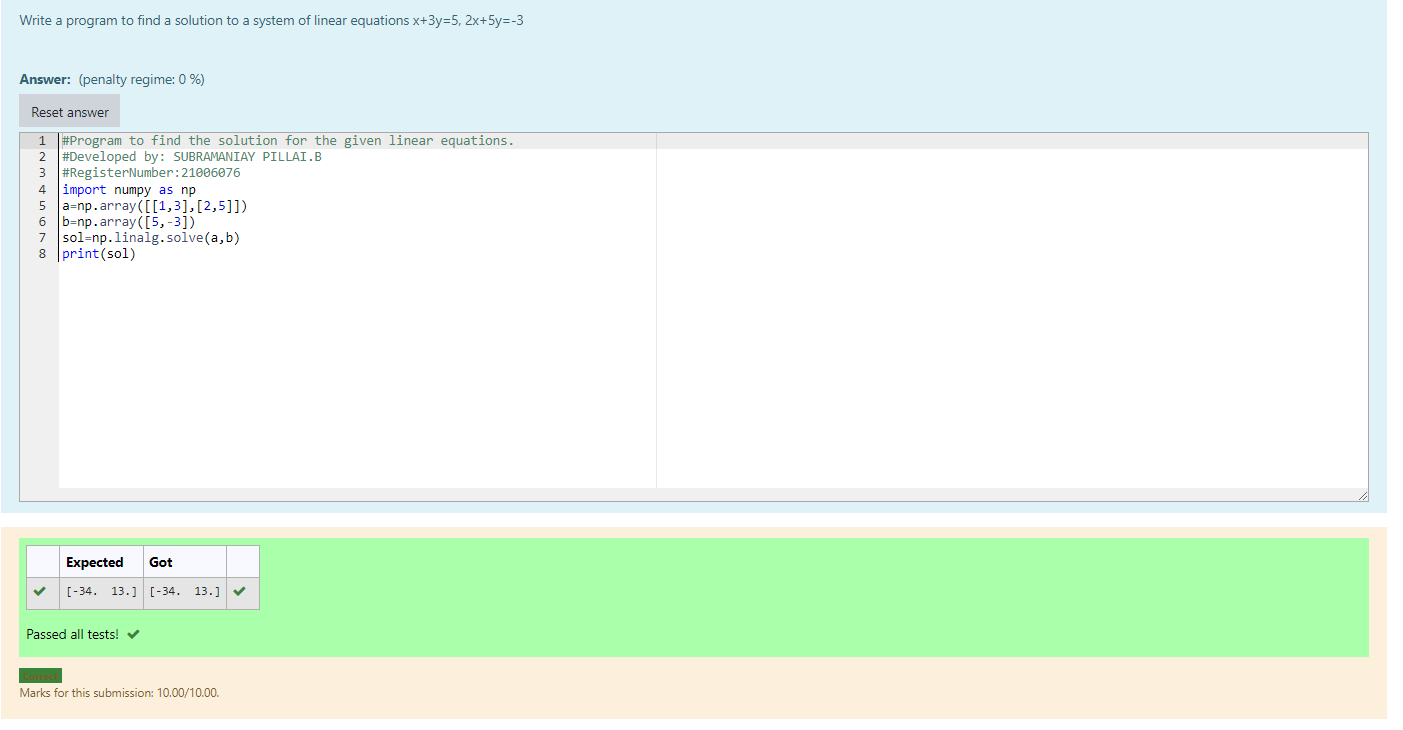 Write a program to find a solution to a system of linear equations x+3y=5, 2x+5y=-3
Answer: (penalty regime: 0 %)
Reset answer
1 #Program to find the solution for the given linear equations.
2 #Developed by: SUBRAMANIAY PILLAI.B
3 #RegisterNumber:21006076
4 import numpy as np
5 a=np.array([[1,3],[2,5]])
6 b=np.array([5,-3])
7 sol=np.linalg.solve(a,b)
8 print(sol)
Expected Got
[-34. 13.] [-34. 13.]
Passed all tests!
Correct
Marks for this submission: 10.00/10.00.